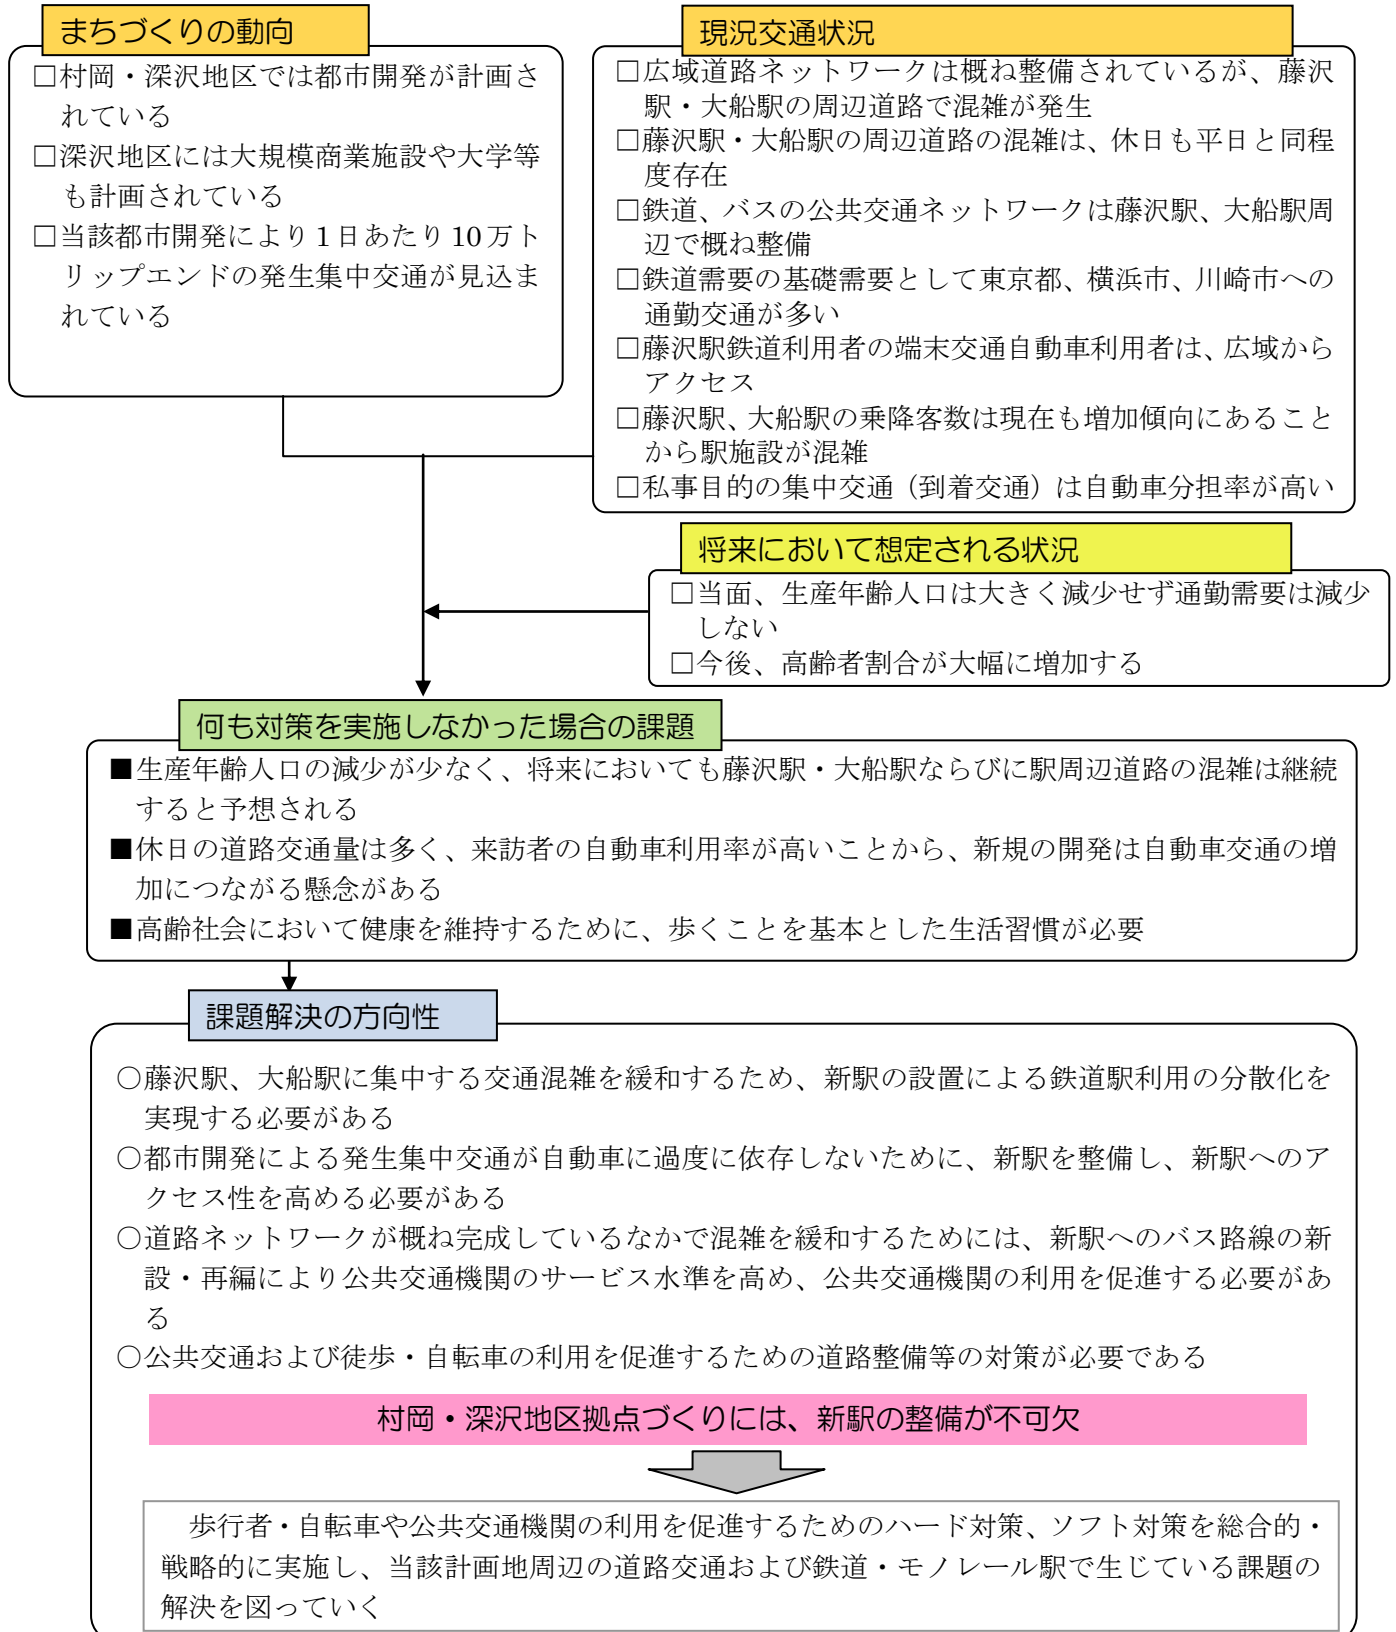 まちづくりの動向
□村岡・深沢地区では都市開発が計画さ
れている
□深沢地区には大規模商業施設や大学等
も計画されている
□当該都市開発により1日あたり10万ト
リップエンドの発生集中交通が見込ま
れている
現況交通状況
□広域道路ネットワークは概ね整備されているが、藤沢
駅・大船駅の周辺道路で混雑が発生
□藤沢駅・大船駅の周辺道路の混雑は、休日も平日と同程
度存在
□鉄道、バスの公共交通ネットワークは藤沢駅、大船駅周
辺で概ね整備
□鉄道需要の基礎需要として東京都、横浜市、川崎市への
通勤交通が多い
□藤沢駅鉄道利用者の端末交通自動車利用者は、広域から
アクセス
□藤沢駅、大船駅の乗降客数は現在も増加傾向にあること
から駅施設が混雑
□私事目的の集中交通（到着交通）は自動車分担率が高い
将来において想定される状況
□当面、生産年齢人口は大きく減少せず通勤需要は減少
しない
□今後、高齢者割合が大幅に増加する
何も対策を実施しなかった場合の課題
■生産年齢人口の減少が少なく、将来においても藤沢駅・大船駅ならびに駅周辺道路の混雑は継続
すると予想される
■休日の道路交通量は多く、来訪者の自動車利用率が高いことから、新規の開発は自動車交通の増
加につながる懸念がある
■高齢社会において健康を維持するために、歩くことを基本とした生活習慣が必要
課題解決の方向性
○藤沢駅、大船駅に集中する交通混雑を緩和するため、新駅の設置による鉄道駅利用の分散化を
実現する必要がある
○都市開発による発生集中交通が自動車に過度に依存しないために、新駅を整備し、新駅へのア
クセス性を高める必要がある
○道路ネットワークが概ね完成しているなかで混雑を緩和するためには、新駅へのバス路線の新
設・再編により公共交通機関のサービス水準を高め、公共交通機関の利用を促進する必要があ
る
○公共交通および徒歩・自転車の利用を促進するための道路整備等の対策が必要である
村岡・深沢地区拠点づくりには、新駅の整備が不可欠
歩行者・自転車や公共交通機関の利用を促進するためのハード対策、ソフト対策を総合的・
戦略的に実施し、当該計画地周辺の道路交通および鉄道・モノレール駅で生じている課題の
解決を図っていく